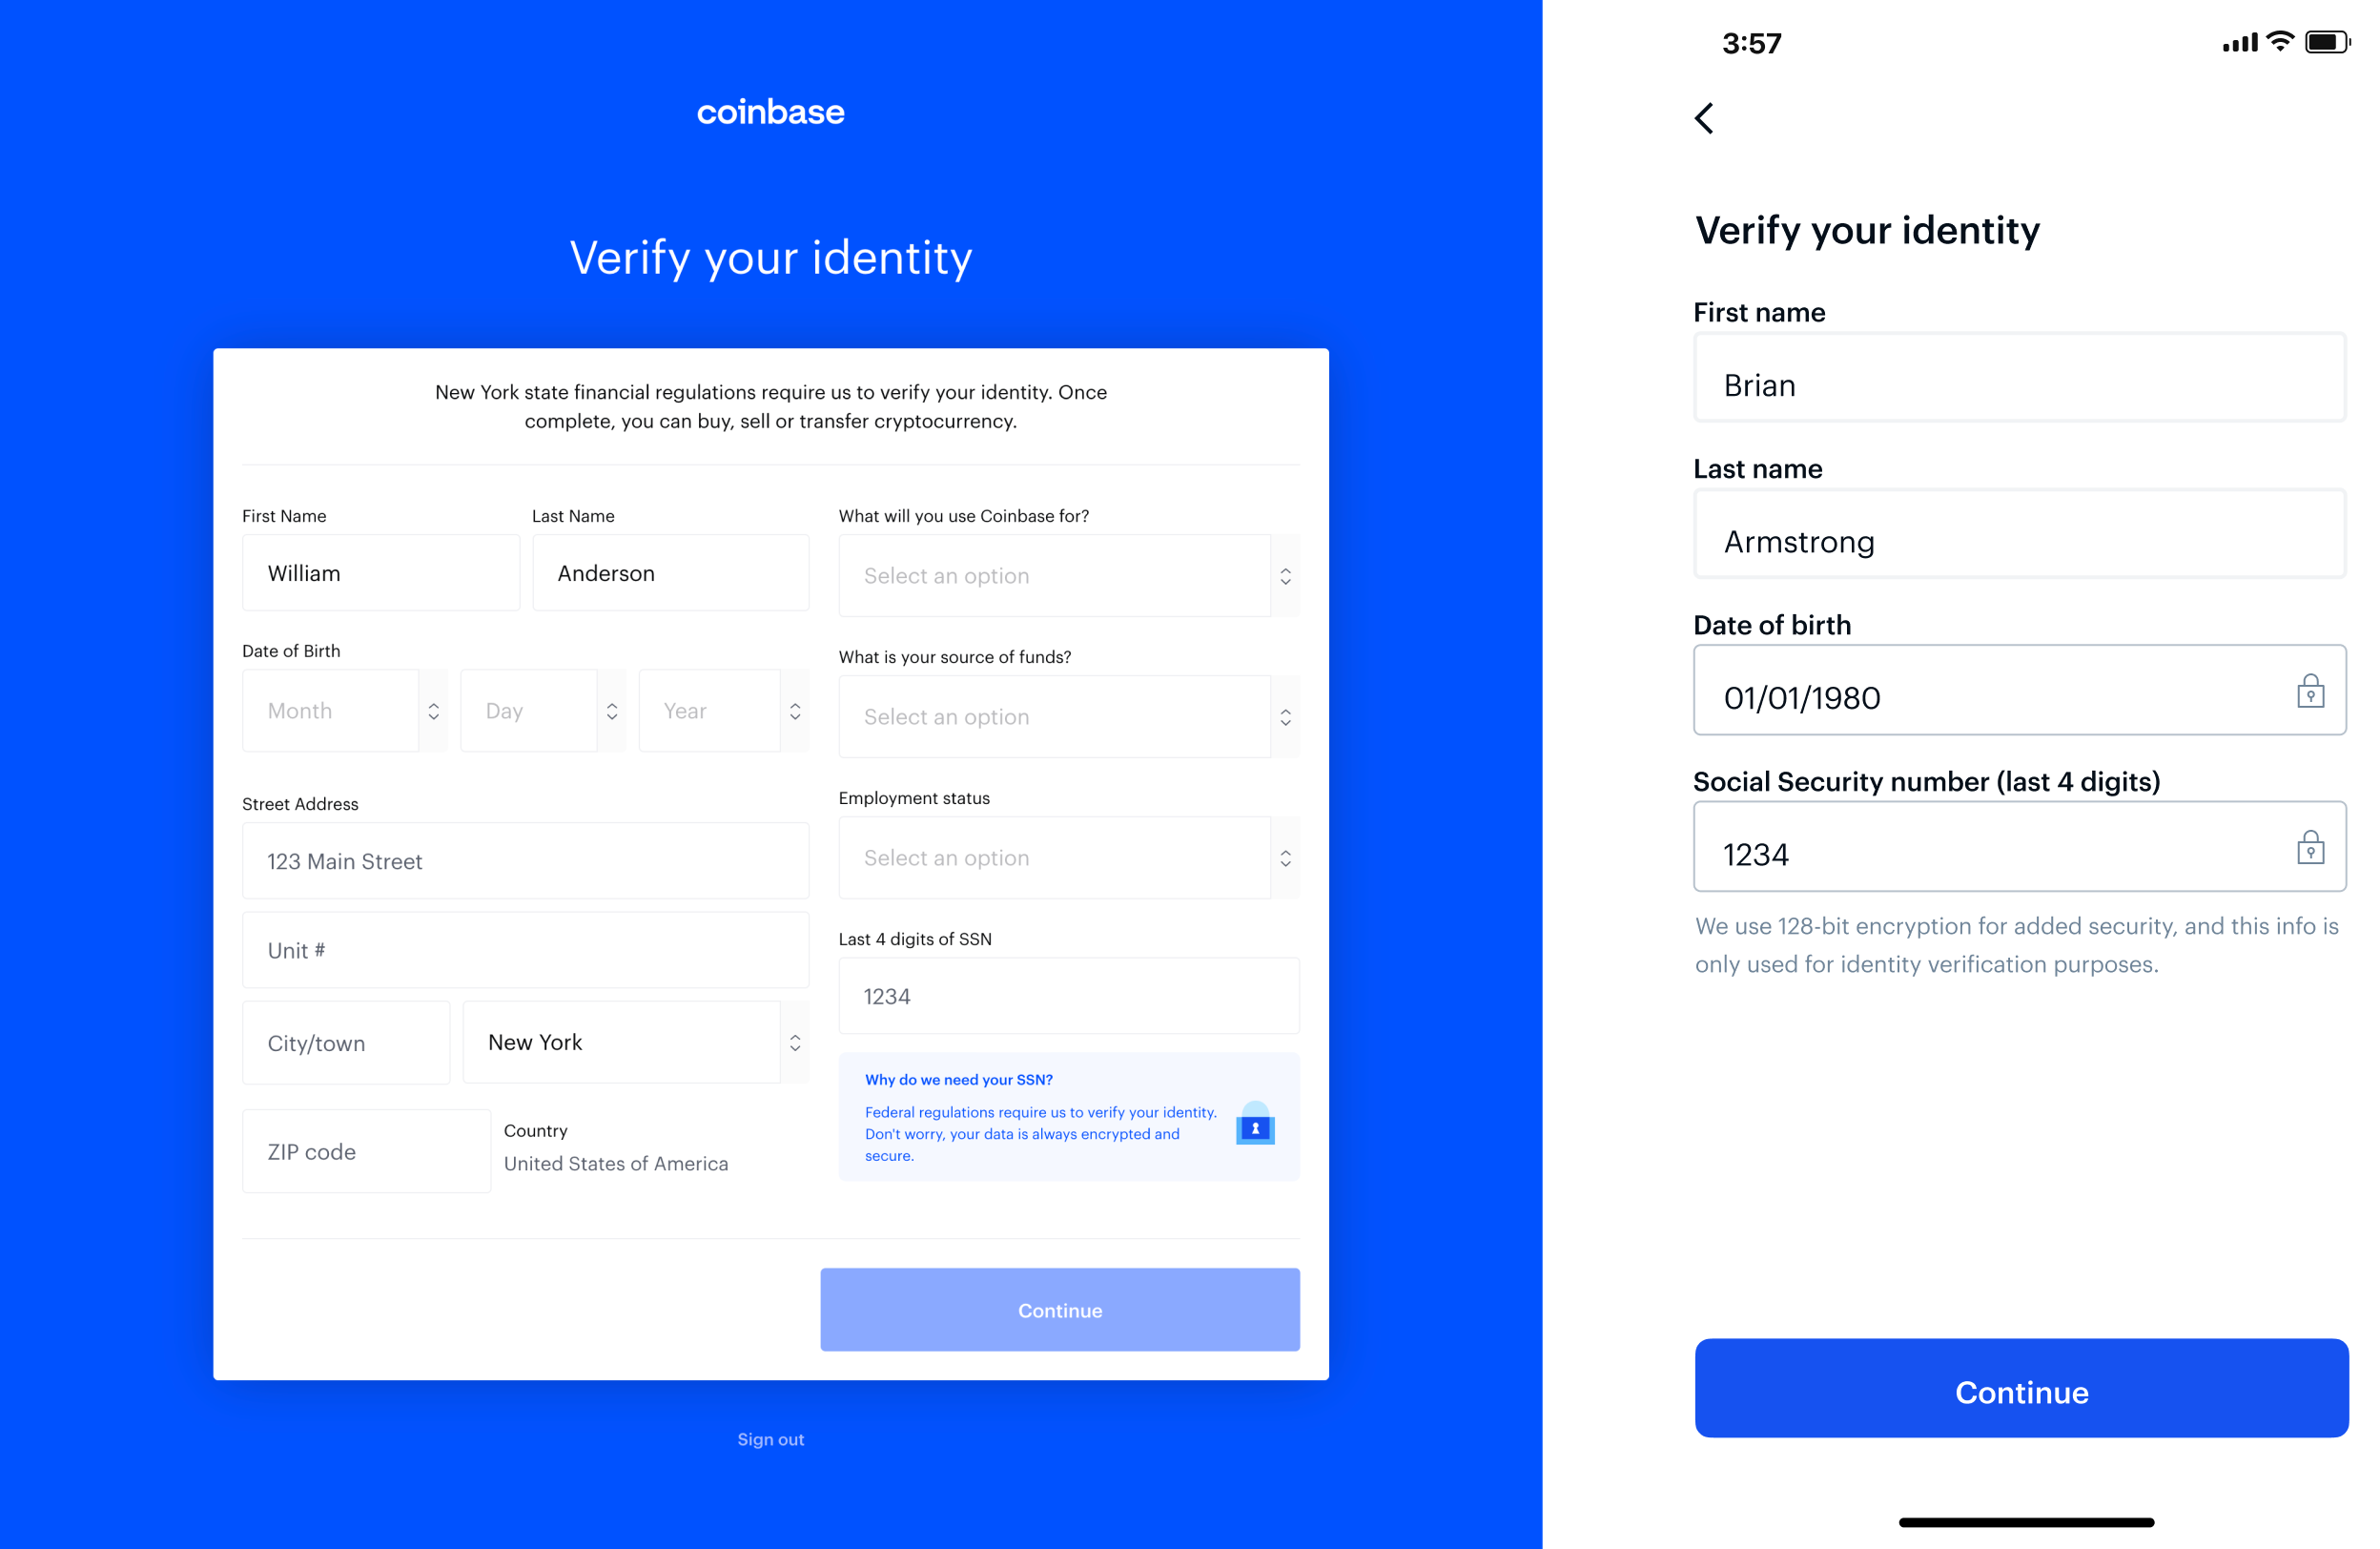 coinbase
Verify your identity
New York state financial regulations require us to verify your identity. Once
complete, you can buy, sell or transfer cryptocurrency.
First Name
Last Name
William
Anderson
Date of Birth
Month
Day
Year
Street Address
123 Main Street
Unit #
City/town
New York
ZIP code
Country
United States of America
What will you use Coinbase for?
Select an option
What is your source of funds?
Select an option
Employment status
Select an option
Last 4 digits of SSN
1234
Why do we need your SSN?
Federal regulations require us to verify your identity.
Don't worry, your data is always encrypted and
secure.
Continue
Sign out
3:57
Verify your identity
First name
Brian
Last name
Armstrong
Date of birth
01/01/1980
Social Security number (last 4 digits)
1234
We use 128-bit encryption for added security, and this info is
only used for identity verification purposes.
Continue